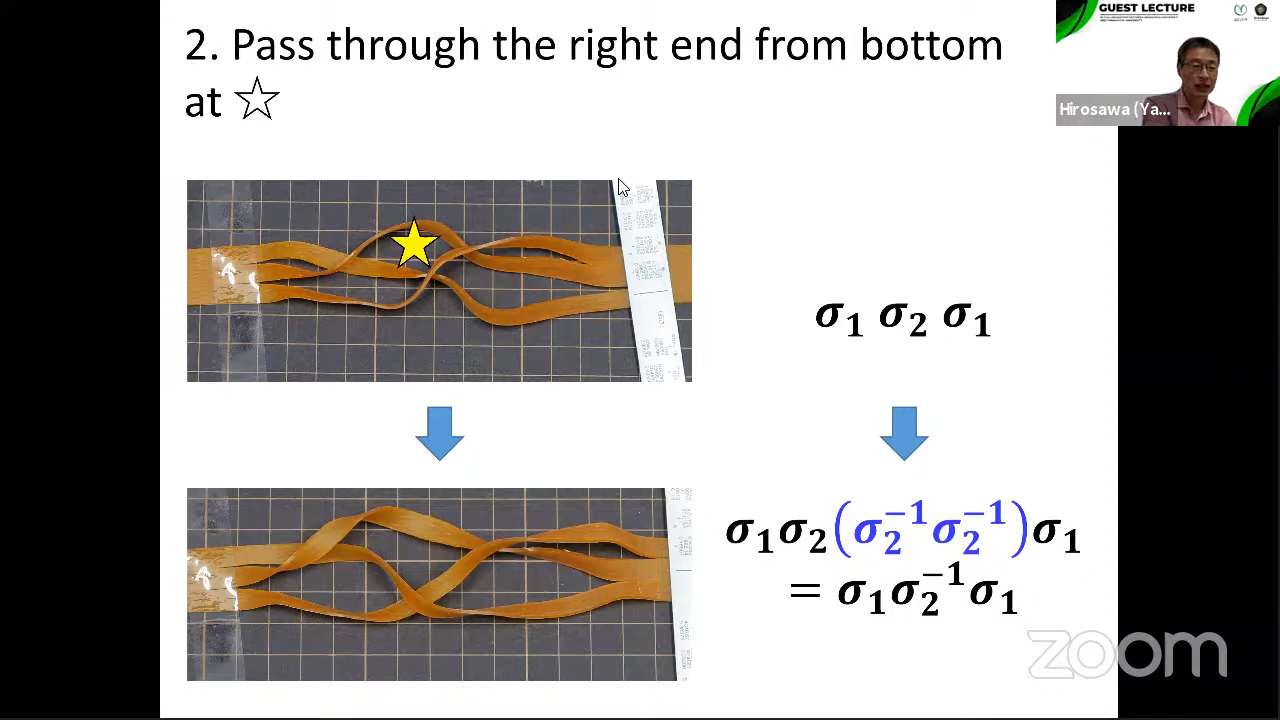 GUEST LECTURE
2. Pass through the right end from bottom
at ☆
Hirosawa (Ya...
σ₁ σ₂ σ₁
σ₁σ₂(σ₂⁻¹σ₂⁻¹)σ₁
= σ₁σ₂⁻¹σ₁
zoom